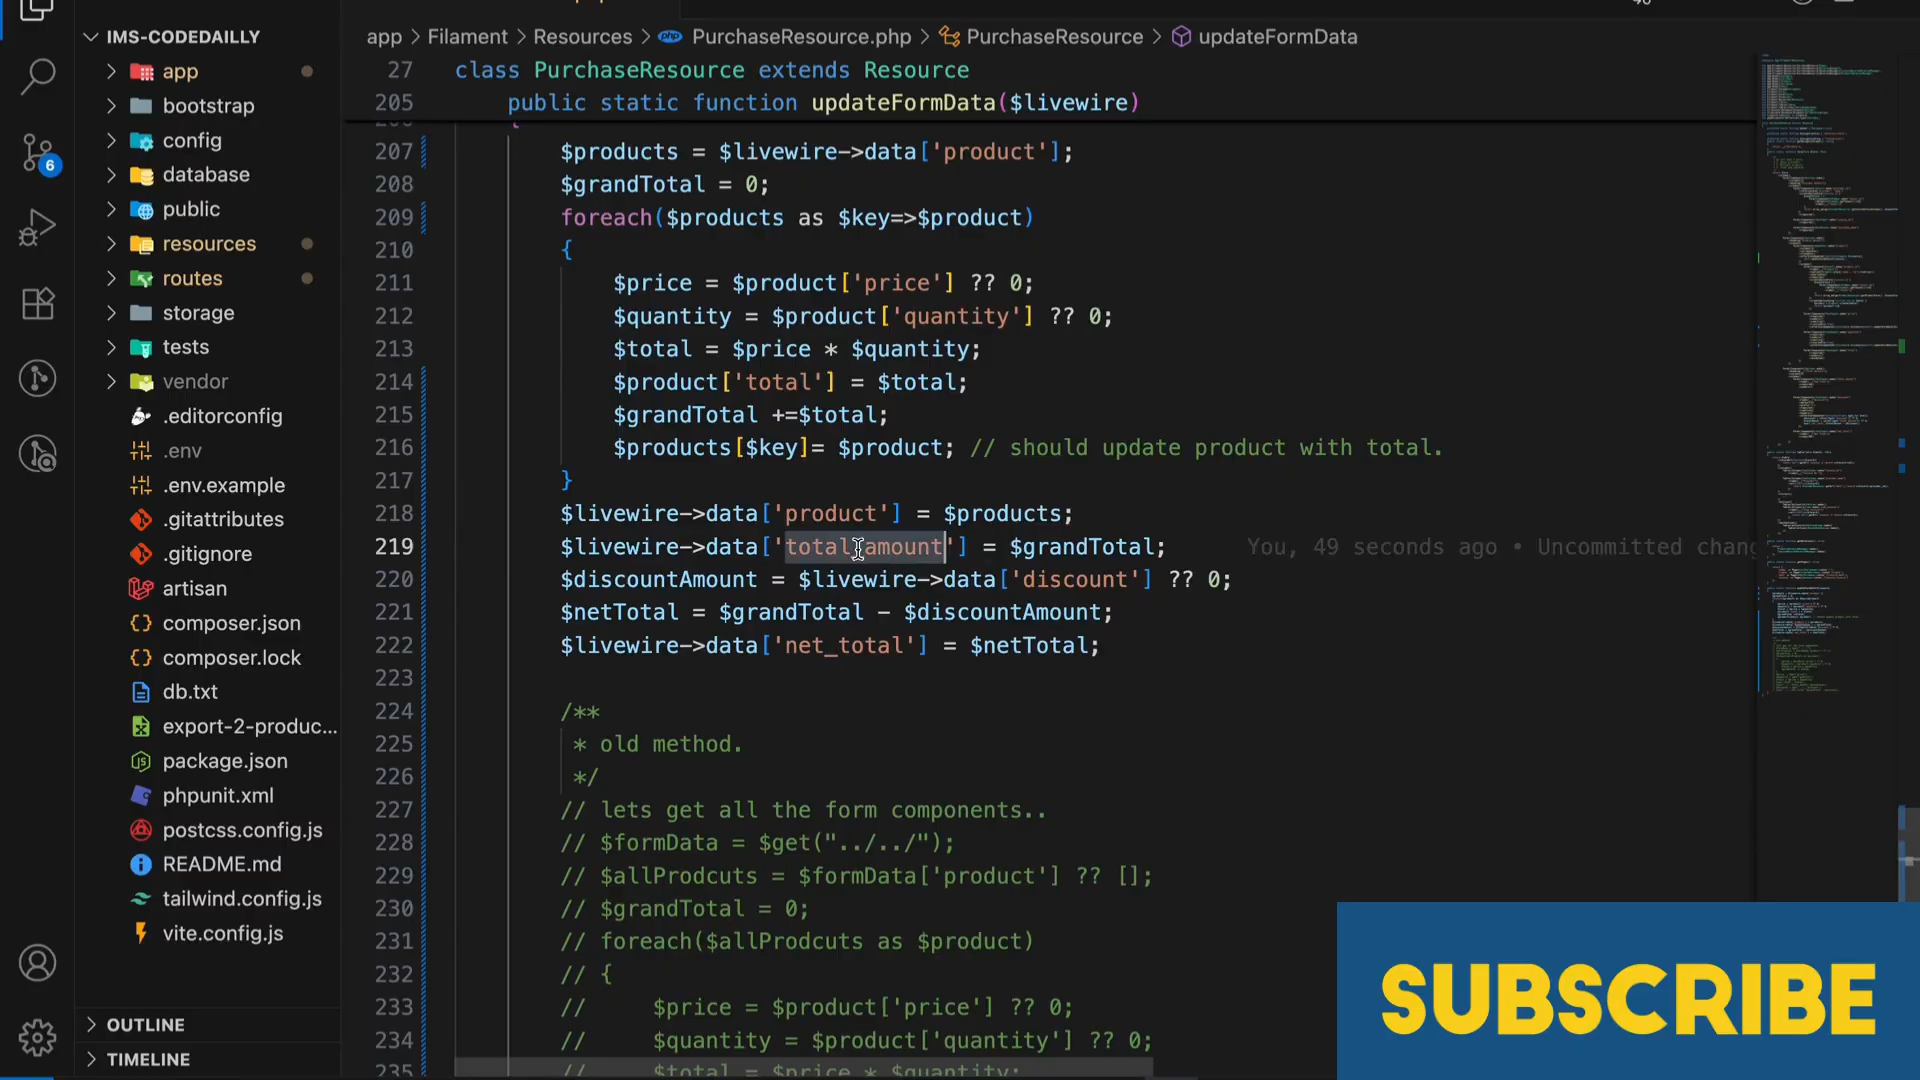 IMS-CODEDAILLY
app
bootstrap
config
database
public
resources
routes
storage
tests
vendor
.editorconfig
.env
.env.example
.gitattributes
.gitignore
artisan
composer.json
composer.lock
db.txt
export-2-produc...
package.json
phpunit.xml
postcss.config.js
README.md
tailwind.config.js
vite.config.js
OUTLINE
TIMELINE
6
app > Filament > Resources > php PurchaseResource.php > PurchaseResource > updateFormData
27 class PurchaseResource extends Resource
205 public static function updateFormData($livewire)
207 $products = $livewire->data['product'];
208 $grandTotal = 0;
209 foreach($products as $key=>$product)
210 {
211 $price = $product['price'] ?? 0;
212 $quantity = $product['quantity'] ?? 0;
213 $total = $price * $quantity;
214 $product['total'] = $total;
215 $grandTotal +=$total;
216 $products[$key]= $product; // should update product with total.
217 }
218 $livewire->data['product'] = $products;
219 $livewire->data['total_amount'] = $grandTotal; You, 49 seconds ago • Uncommitted chang
220 $discountAmount = $livewire->data['discount'] ?? 0;
221 $netTotal = $grandTotal - $discountAmount;
222 $livewire->data['net_total'] = $netTotal;
223
224 /**
225 * old method.
226 */
227 // lets get all the form components..
228 // $formData = $get("../../");
229 // $allProdcuts = $formData['product'] ?? [];
230 // $grandTotal = 0;
231 // foreach($allProdcuts as $product)
232 // {
233 // $price = $product['price'] ?? 0;
234 // $quantity = $product['quantity'] ?? 0;
235 // $total = $price * $quantity;
SUBSCRIBE